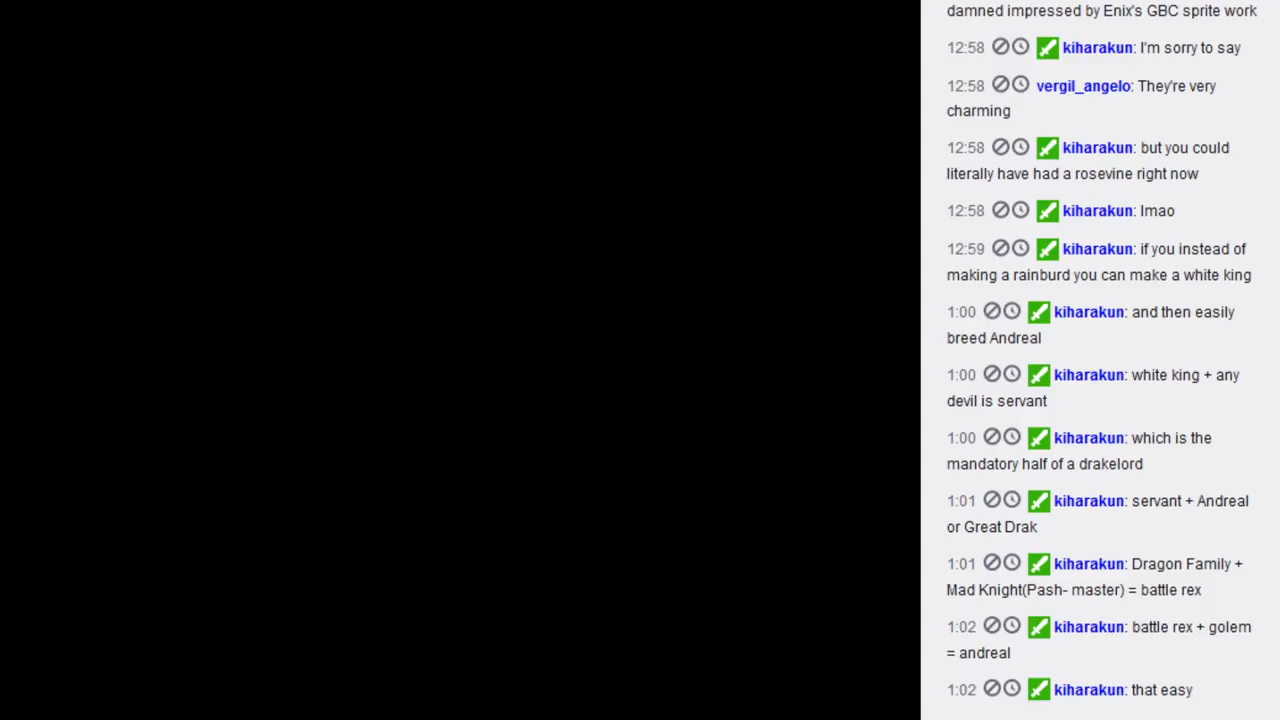 damned impressed by Enix's GBC sprite work
12:58 kiharakun: I'm sorry to say
12:58 vergil_angelo: They're very
charming
12:58 kiharakun: but you could
literally have had a rosevine right now
12:58 kiharakun: lmao
12:59 kiharakun: if you instead of
making a rainburd you can make a white king
1:00 kiharakun: and then easily
breed Andreal
1:00 kiharakun: white king + any
devil is servant
1:00 kiharakun: which is the
mandatory half of a drakelord
1:01 kiharakun: servant + Andreal
or Great Drak
1:01 kiharakun: Dragon Family +
Mad Knight(Pash- master) = battle rex
1:02 kiharakun: battle rex + golem
= andreal
1:02 kiharakun: that easy